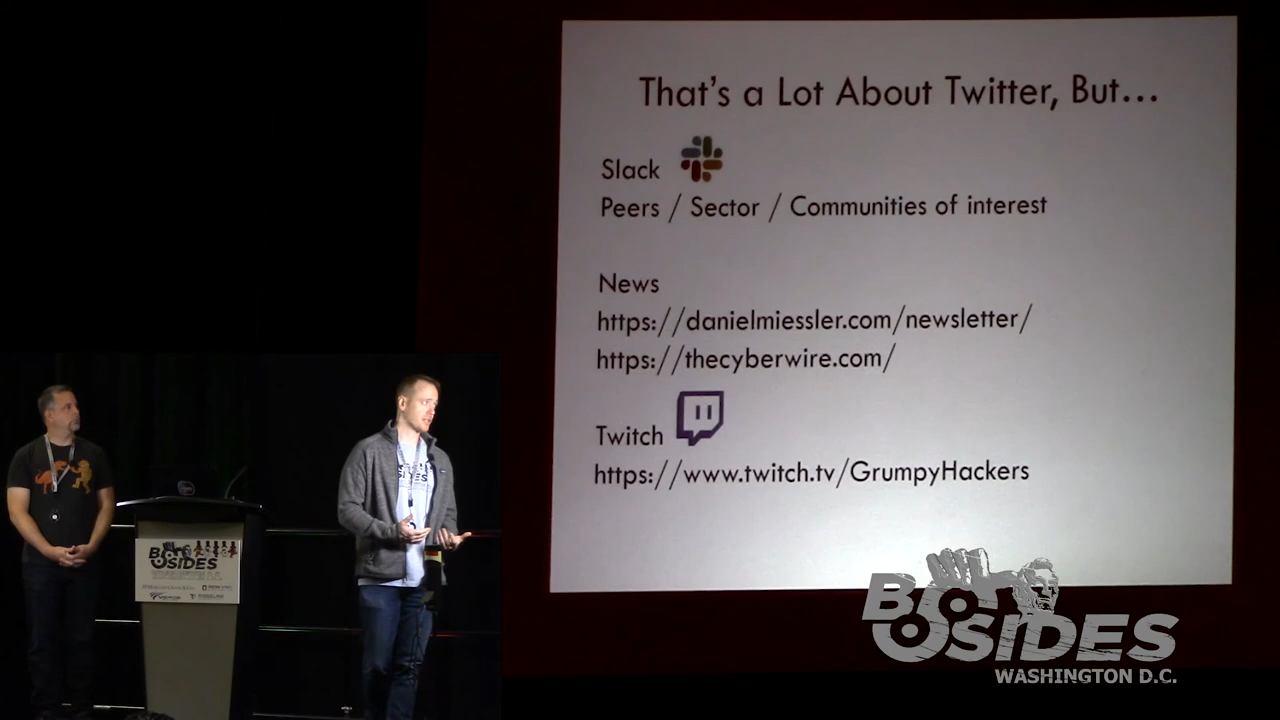 That's a Lot About Twitter, But...
Slack
Peers / Sector / Communities of interest
News
https://danielmiessler.com/newsletter/
https://thecyberwire.com/
Twitch
https://www.twitch.tv/GrumpyHackers
BSIDES
BSIDES
WASHINGTON D.C.